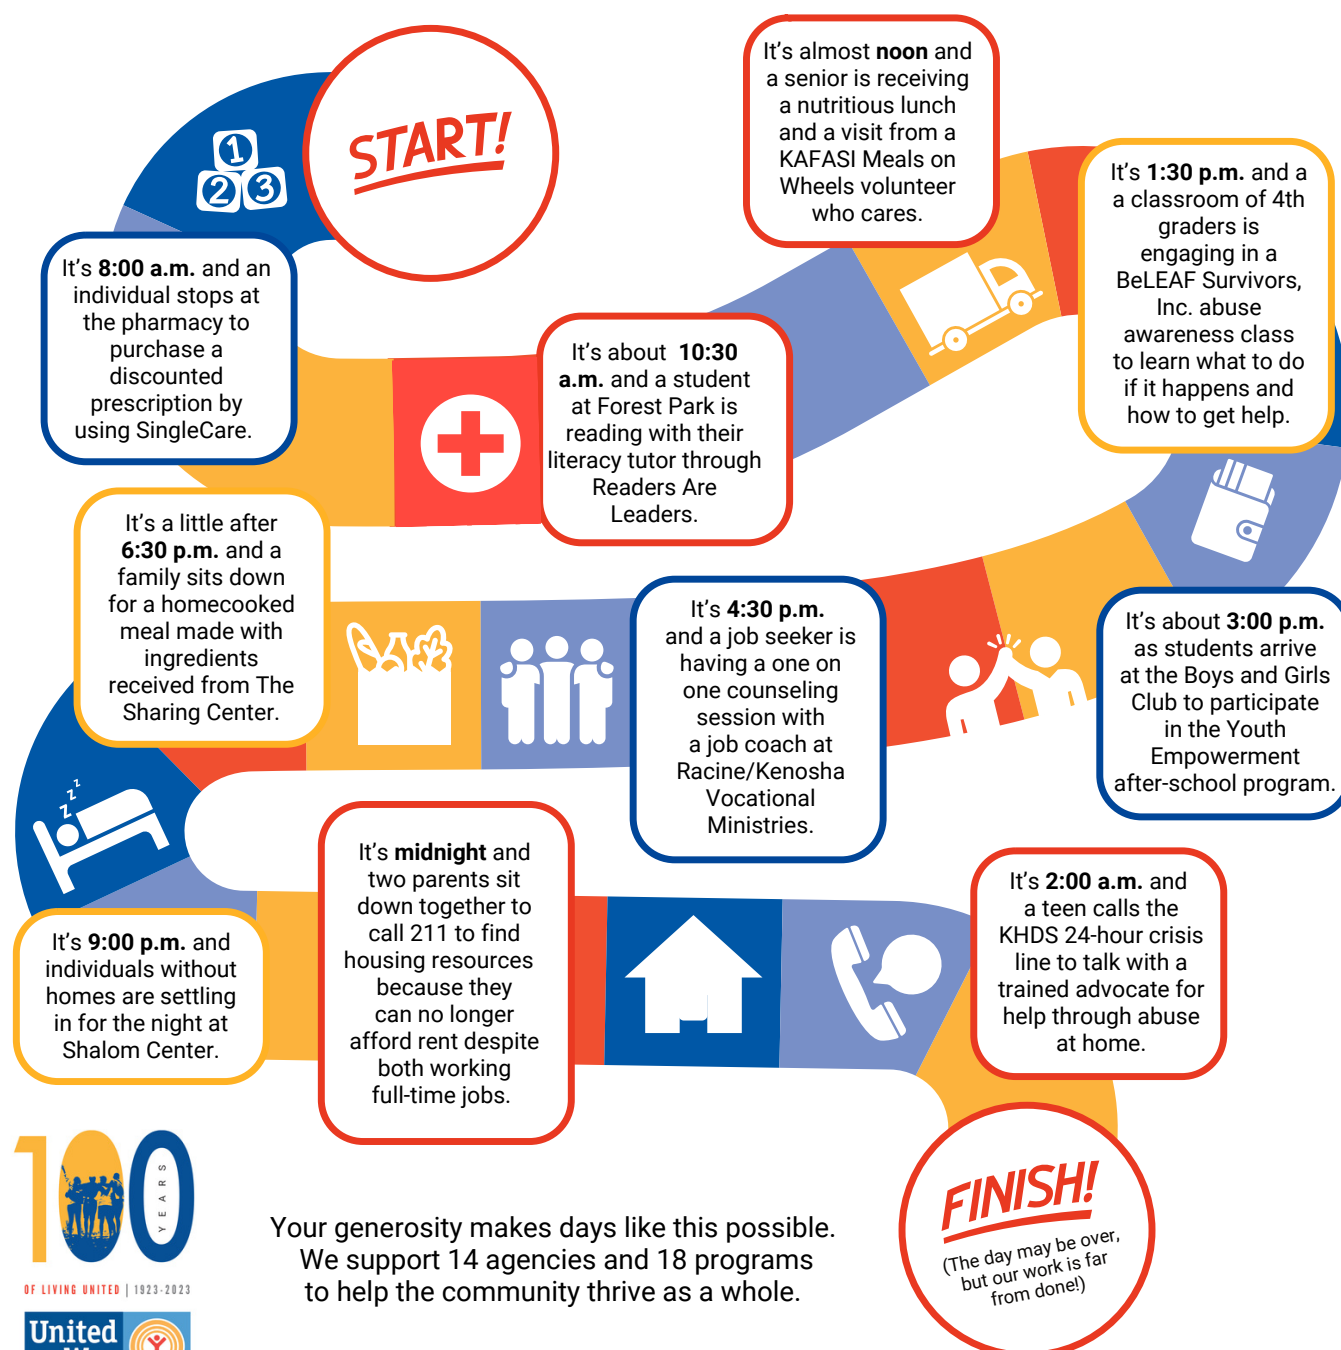 START!
1
2 3
It's 8:00 a.m. and an
individual stops at
the pharmacy to
purchase a
discounted
prescription by
using SingleCare.
It's about 10:30
a.m. and a student
at Forest Park is
reading with their
literacy tutor through
Readers Are
Leaders.
It's almost noon and
a senior is receiving
a nutritious lunch
and a visit from a
KAFASI Meals on
Wheels volunteer
who cares.
It's 1:30 p.m. and a
a classroom of 4th
graders is
engaging in a
BeLEAF Survivors,
Inc. abuse
awareness class
to learn what to do
if it happens and
how to get help.
It's about 3:00 p.m.
as students arrive
at the Boys and Girls
Club to participate
in the Youth
Empowerment
after-school program.
It's 4:30 p.m.
and a job seeker is
having a one on
one counseling
session with
a job coach at
Racine/Kenosha
Vocational
Ministries.
It's a little after
6:30 p.m. and a
family sits down
for a homecooked
meal made with
ingredients
received from The
Sharing Center.
z z z
It's 9:00 p.m. and
individuals without
homes are settling
in for the night at
Shalom Center.
It's midnight and
two parents sit
down together to
call 211 to find
housing resources
because they
can no longer
afford rent despite
both working
full-time jobs.
It's 2:00 a.m. and
a teen calls the
KHDS 24-hour crisis
line to talk with a
trained advocate for
help through abuse
at home.
FINISH!
(The day may be over,
but our work is far
from done!)
Your generosity makes days like this possible.
We support 14 agencies and 18 programs
to help the community thrive as a whole.
100
YEARS
OF LIVING UNITED | 1923-2023
United